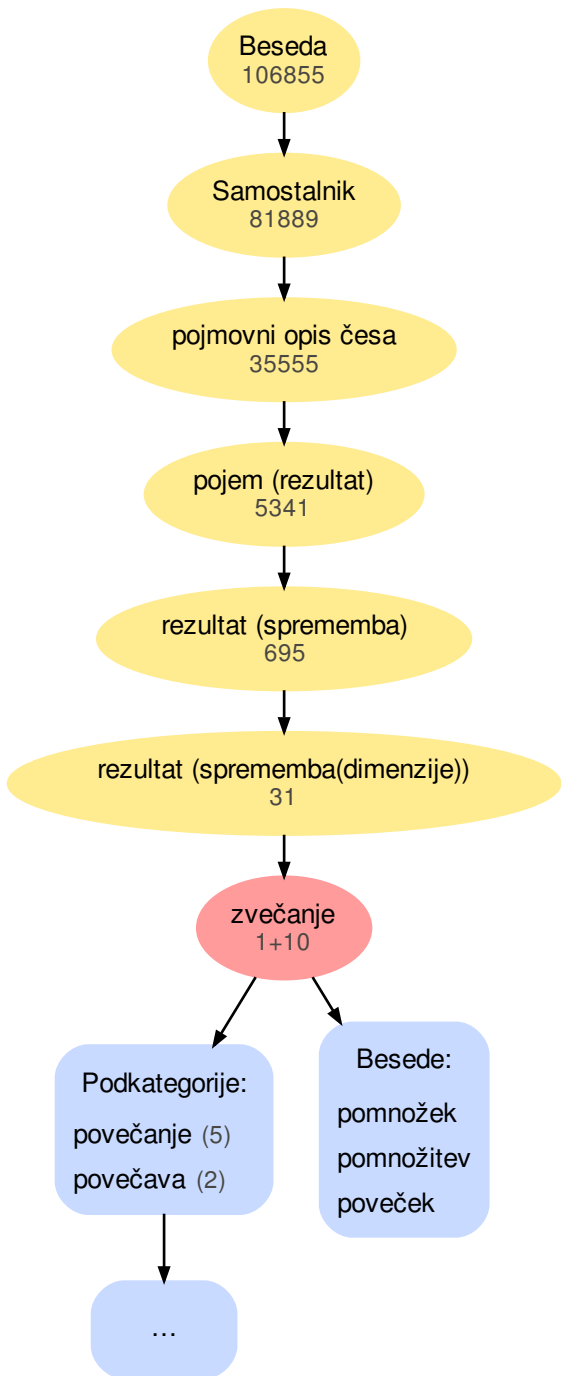 Beseda
106855
Samostalnik
81889
pojmovni opis česa
35555
pojem (rezultat)
5341
rezultat (sprememba)
695
rezultat (sprememba(dimenzije))
31
zvečanje
1+10
Podkategorije:
povečanje (5)
povečava (2)
Besede:
pomnožek
pomnožitev
poveček
…